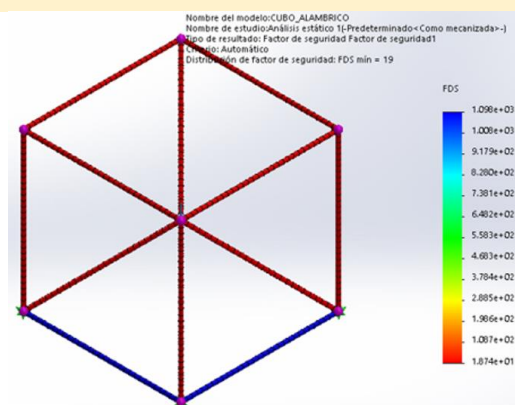 Nombre del modelo:CUBO_ALAMBRICO
Nombre de estudio:Análisis estático 1(-Predeterminado<Como mecanizada>-)
Tipo de resultado: Factor de seguridad Factor de seguridad1
Criterio: Automático
Distribución de factor de seguridad: FDS mín = 19
FDS
1.098e+03
1.008e+03
9.179e+02
8.280e+02
7.381e+02
6.482e+02
5.583e+02
4.683e+02
3.784e+02
2.885e+02
1.986e+02
1.087e+02
1.874e+01